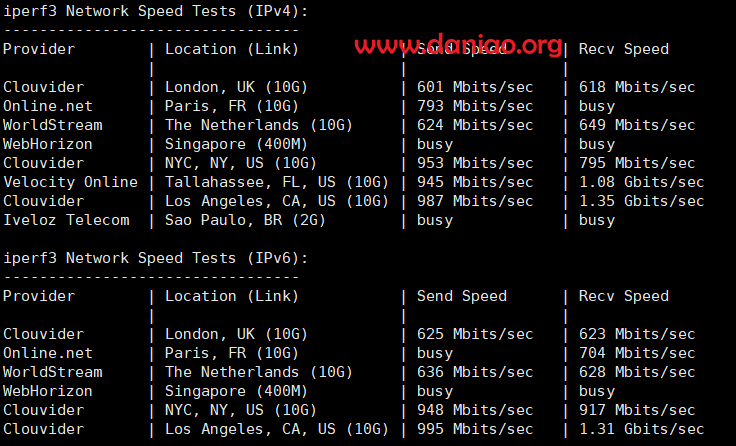 iperf3 Network Speed Tests (IPv4):
---------------------------------
Provider | Location (Link) | Send Speed | Recv Speed
www.daniao.org
| | |
Clouvider | London, UK (10G) | 601 Mbits/sec | 618 Mbits/sec
Online.net | Paris, FR (10G) | 793 Mbits/sec | busy
WorldStream | The Netherlands (10G) | 624 Mbits/sec | 649 Mbits/sec
WebHorizon | Singapore (400M) | busy | busy
Clouvider | NYC, NY, US (10G) | 953 Mbits/sec | 795 Mbits/sec
Velocity Online | Tallahassee, FL, US (10G) | 945 Mbits/sec | 1.08 Gbits/sec
Clouvider | Los Angeles, CA, US (10G) | 987 Mbits/sec | 1.35 Gbits/sec
Iveloz Telecom | Sao Paulo, BR (2G) | busy | busy
iperf3 Network Speed Tests (IPv6):
---------------------------------
Provider | Location (Link) | Send Speed | Recv Speed
| | |
Clouvider | London, UK (10G) | 625 Mbits/sec | 623 Mbits/sec
Online.net | Paris, FR (10G) | busy | 704 Mbits/sec
WorldStream | The Netherlands (10G) | 636 Mbits/sec | 628 Mbits/sec
WebHorizon | Singapore (400M) | busy | busy
Clouvider | NYC, NY, US (10G) | 948 Mbits/sec | 917 Mbits/sec
Clouvider | Los Angeles, CA, US (10G) | 995 Mbits/sec | 1.31 Gbits/sec